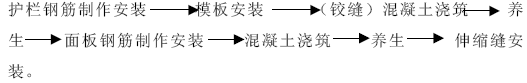 护栏钢筋制作安装⟶模板安装⟶（铰缝）混凝土浇筑⟶养
生⟶面板钢筋制作安装⟶混凝土浇筑⟶养生⟶伸缩缝安
装。